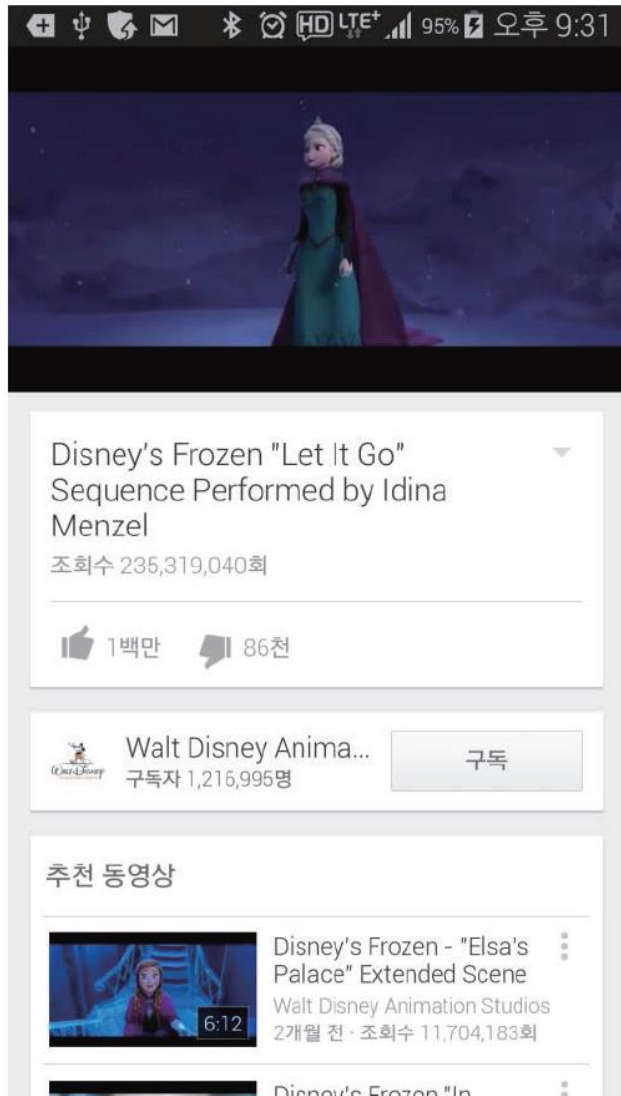 HD LTE+ 95% 오후 9:31
Disney's Frozen "Let It Go"
Sequence Performed by Idina
Menzel
조회수 235,319,040회
1백만 86천
Walt Disney Anima...
구독자 1,216,995명
구독
추천 동영상
Disney's Frozen - "Elsa's
Palace" Extended Scene
Walt Disney Animation Studios
2개월 전 · 조회수 11,704,183회
6:12
Disney's Frozen "In